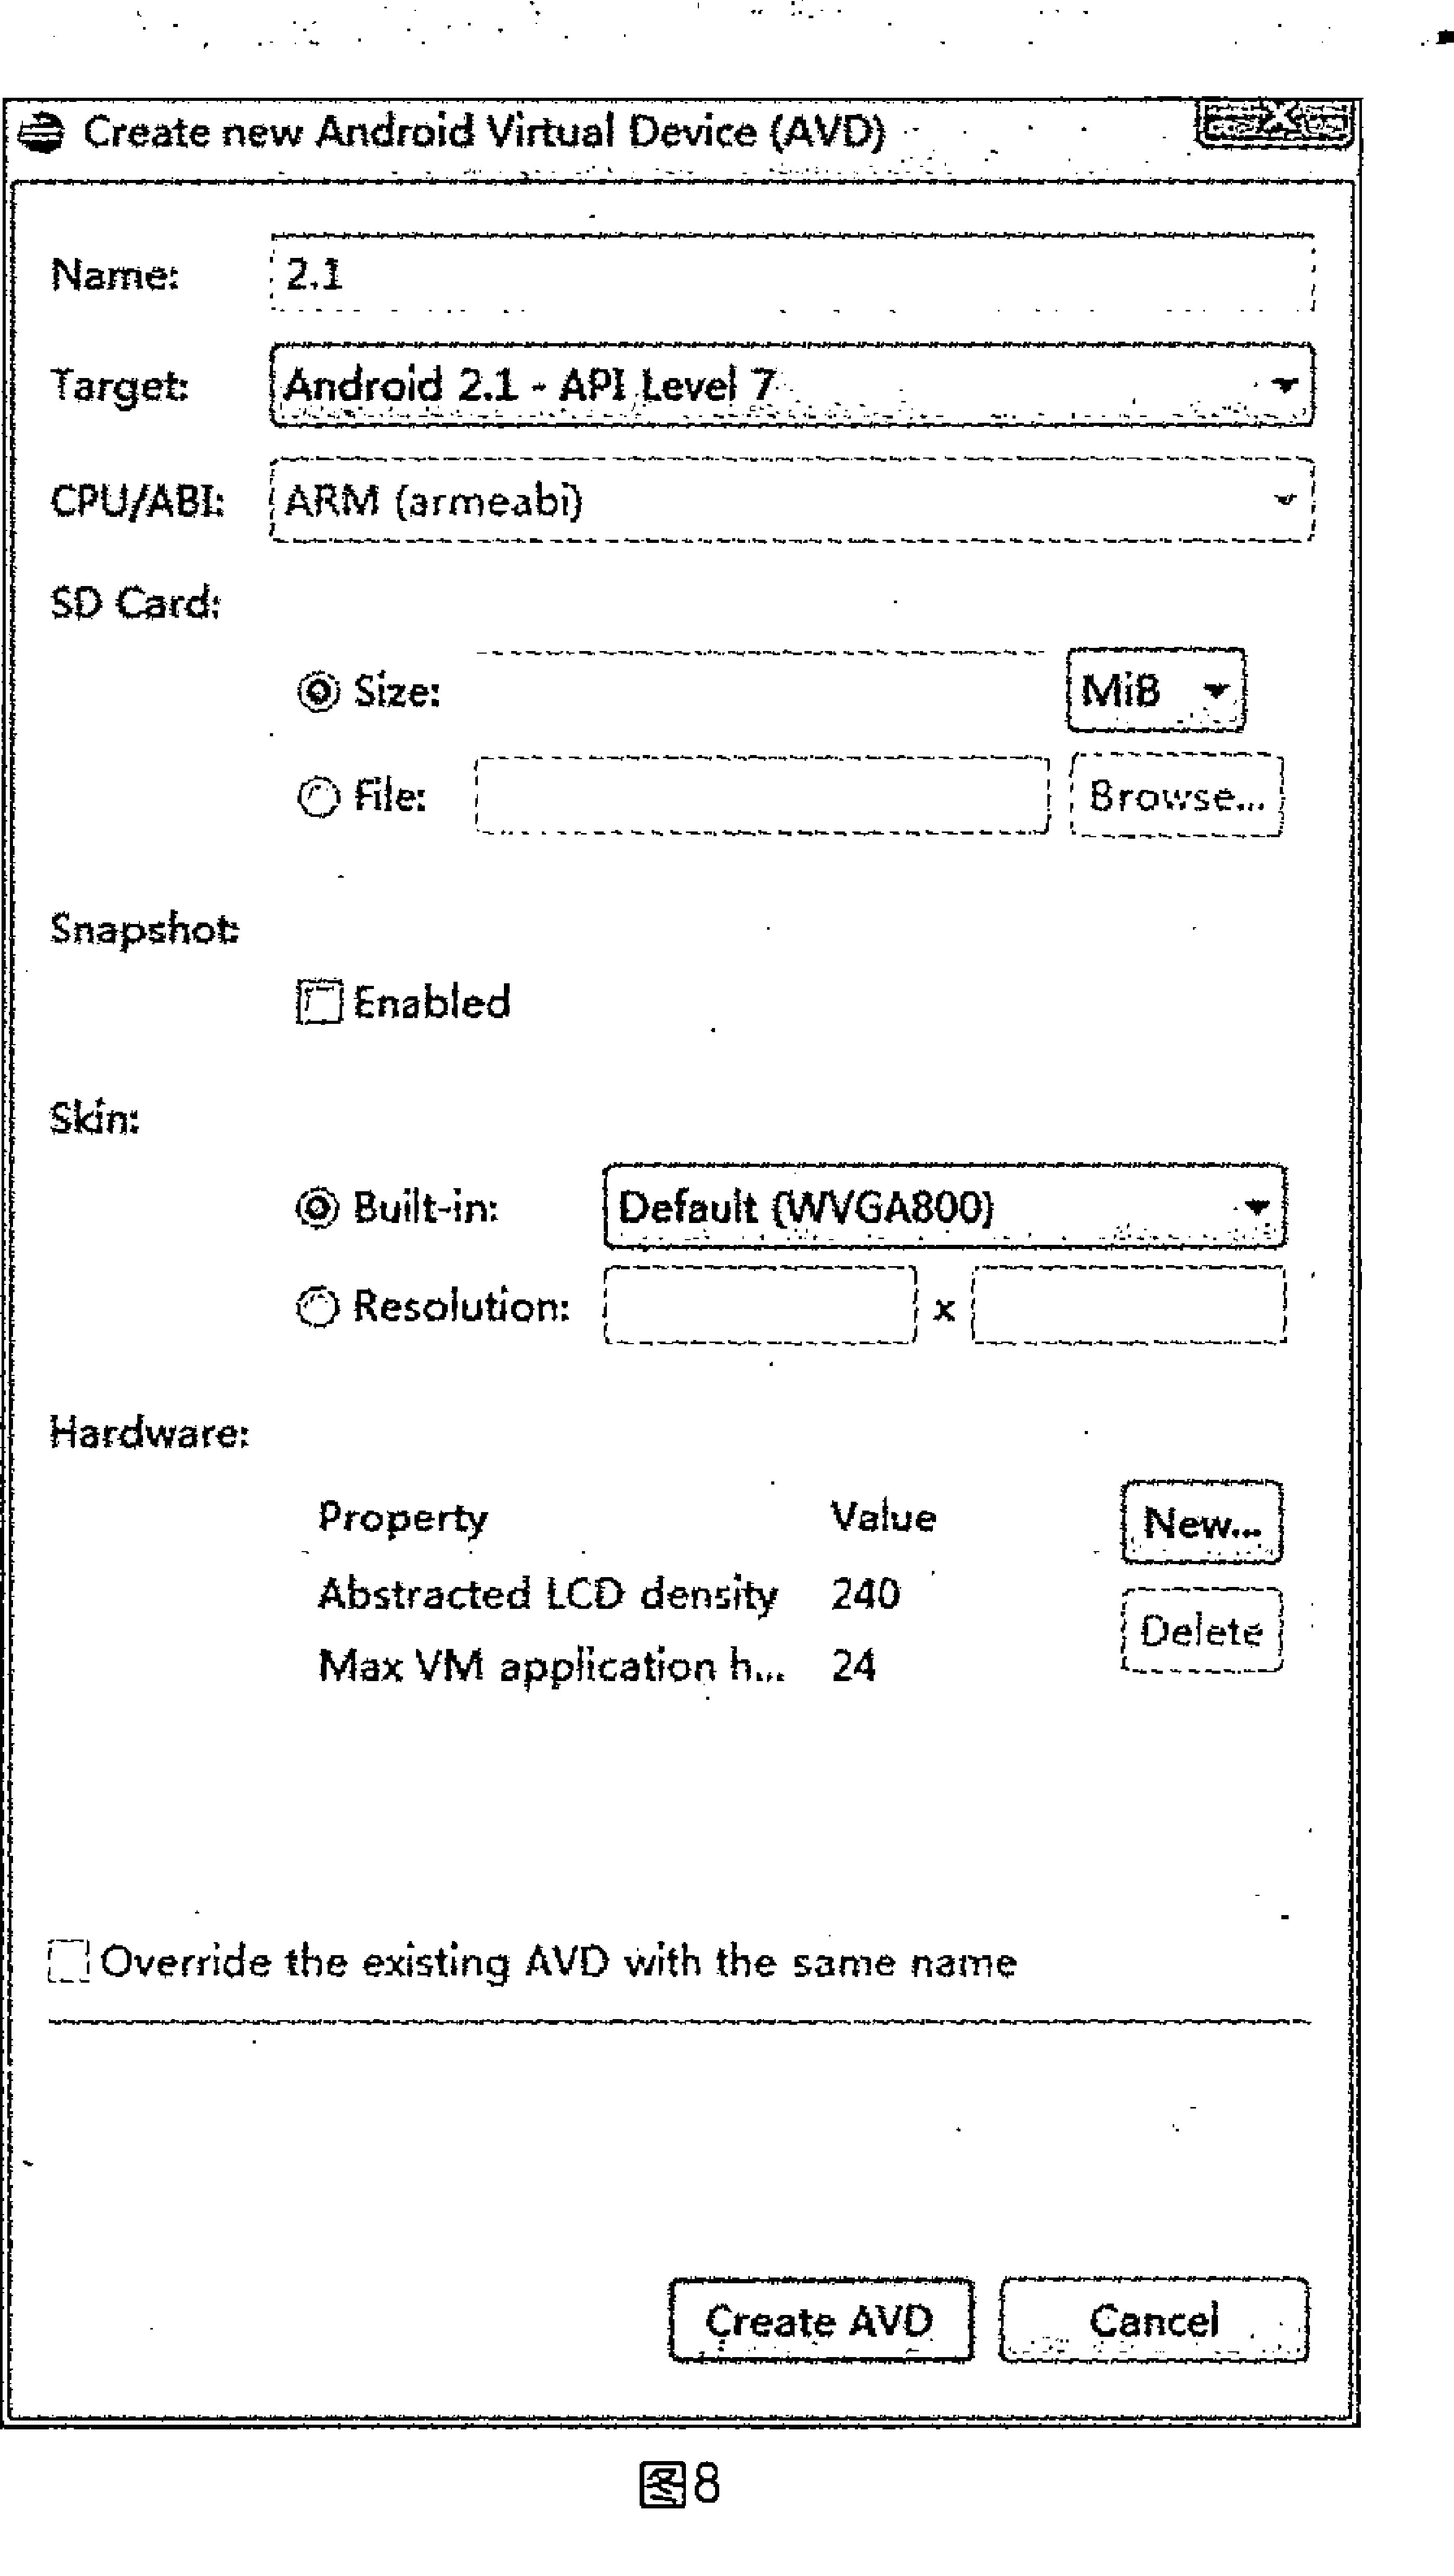 Create new Android Virtual Device (AVD)
Name: 2.1
Target: Android 2.1 - API Level 7
CPU/ABI: ARM (armeabi)
SD Card:
Size: MiB
File: Browse...
Snapshot:
Enabled
Skin:
Built-in: Default (WVGA800)
Resolution: x
Hardware:
Property Value New...
Abstracted LCD density 240
Delete
Max VM application h... 24
Override the existing AVD with the same name
Create AVD Cancel
图8